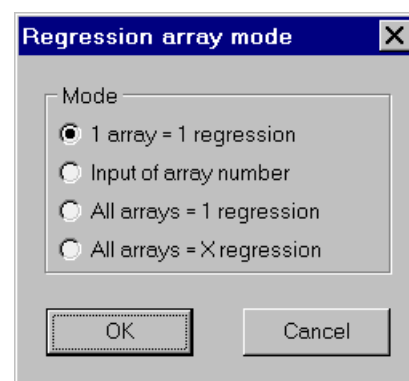 Regression array mode
Mode
1 array = 1 regression
Input of array number
All arrays = 1 regression
All arrays = X regression
OK
Cancel